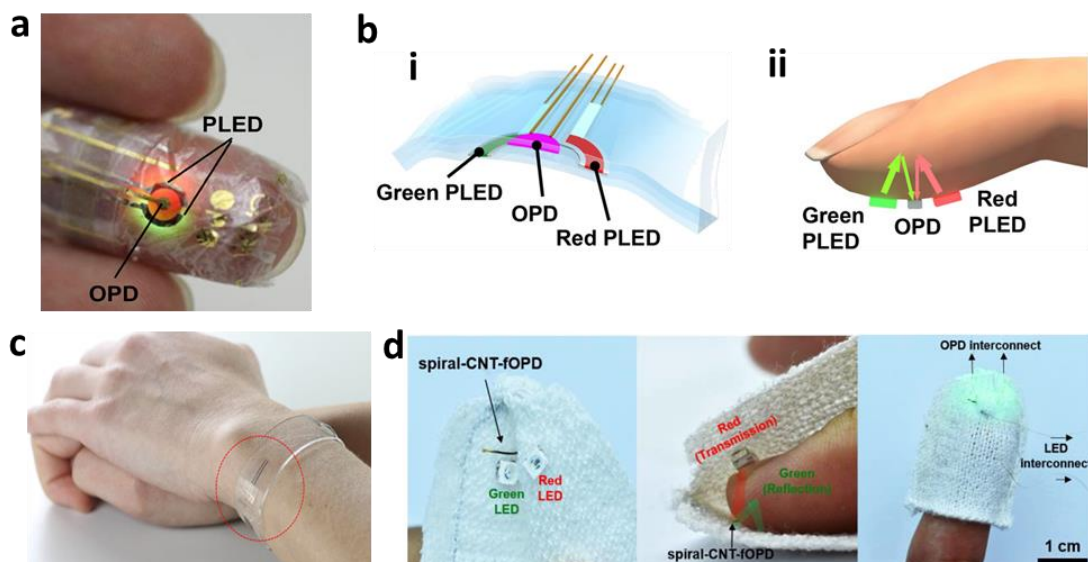 a
PLED
OPD
b
i
Green PLED
OPD
Red PLED
ii
Green
PLED
OPD
Red
PLED
c
d
spiral-CNT-fOPD
Green
LED
Red
LED
Red
(Transmission)
Green
(Reflection)
spiral-CNT-fOPD
OPD interconnect
LED
interconnect
1 cm